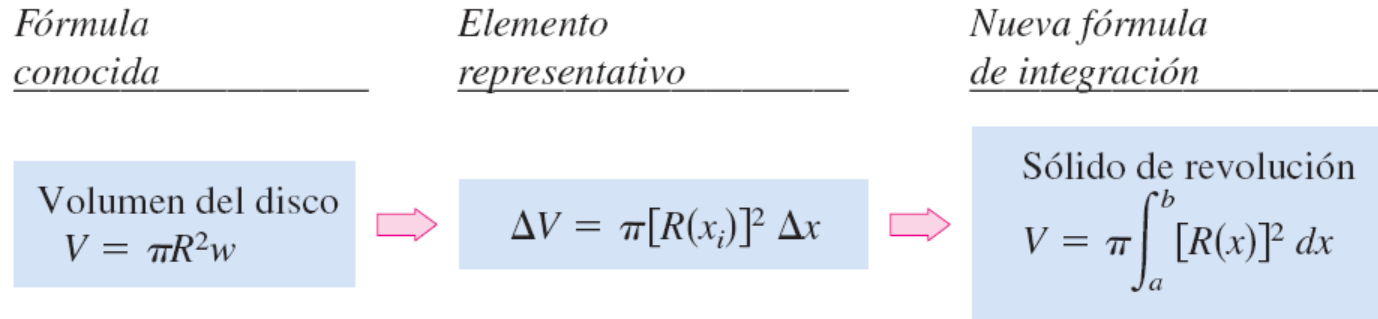 Fórmula
conocida
Volumen del disco
V = πR²w
Elemento
representativo
ΔV = π[R(xᵢ)]² Δx
Nueva fórmula
de integración
Sólido de revolución
V = π∫ₐᵇ [R(x)]² dx